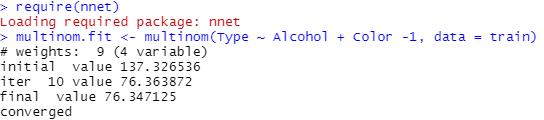 > require(nnet)
Loading required package: nnet
> multinom.fit <- multinom(Type ~ Alcohol + Color -1, data = train)
# weights:  9 (4 variable)
initial  value 137.326536
iter  10 value 76.363872
final  value 76.347125
converged